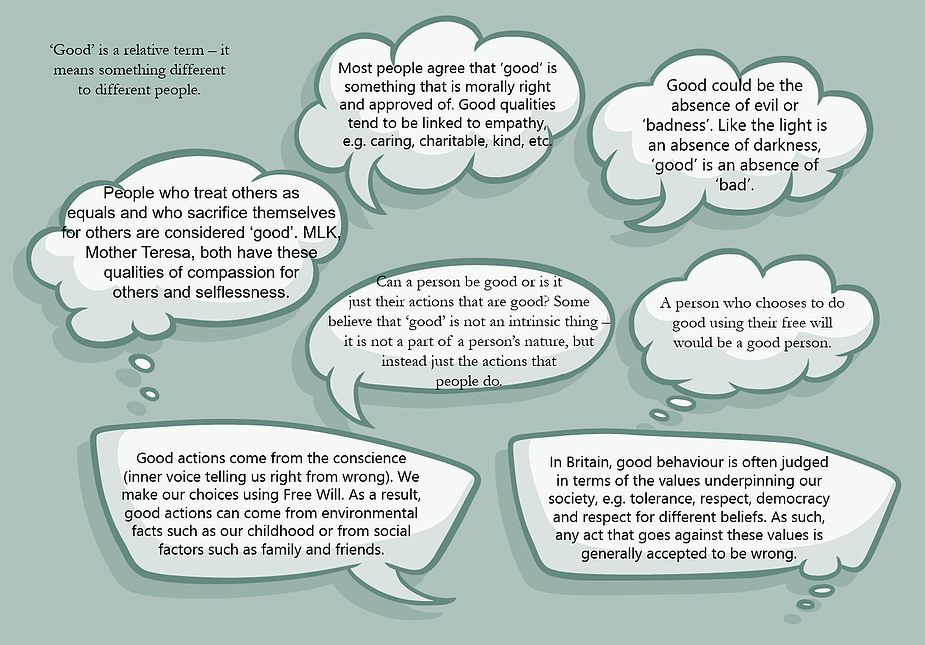 ‘Good’ is a relative term – it
means something different
to different people.
Most people agree that ‘good’ is
something that is morally right
and approved of. Good qualities
tend to be linked to empathy,
e.g. caring, charitable, kind, etc.
Good could be the
absence of evil or
‘badness’. Like the light is
an absence of darkness,
‘good’ is an absence of
‘bad’.
People who treat others as
equals and who sacrifice themselves
for others are considered ‘good’. MLK,
Mother Teresa, both have these
qualities of compassion for
others and selflessness.
Can a person be good or is it
just their actions that are good? Some
believe that ‘good’ is not an intrinsic thing –
it is not a part of a person’s nature, but
instead just the actions that
people do.
A person who chooses to do
good using their free will
would be a good person.
Good actions come from the conscience
(inner voice telling us right from wrong). We
make our choices using Free Will. As a result,
good actions can come from environmental
facts such as our childhood or from social
factors such as family and friends.
In Britain, good behaviour is often judged
in terms of the values underpinning our
society, e.g. tolerance, respect, democracy
and respect for different beliefs. As such,
any act that goes against these values is
generally accepted to be wrong.